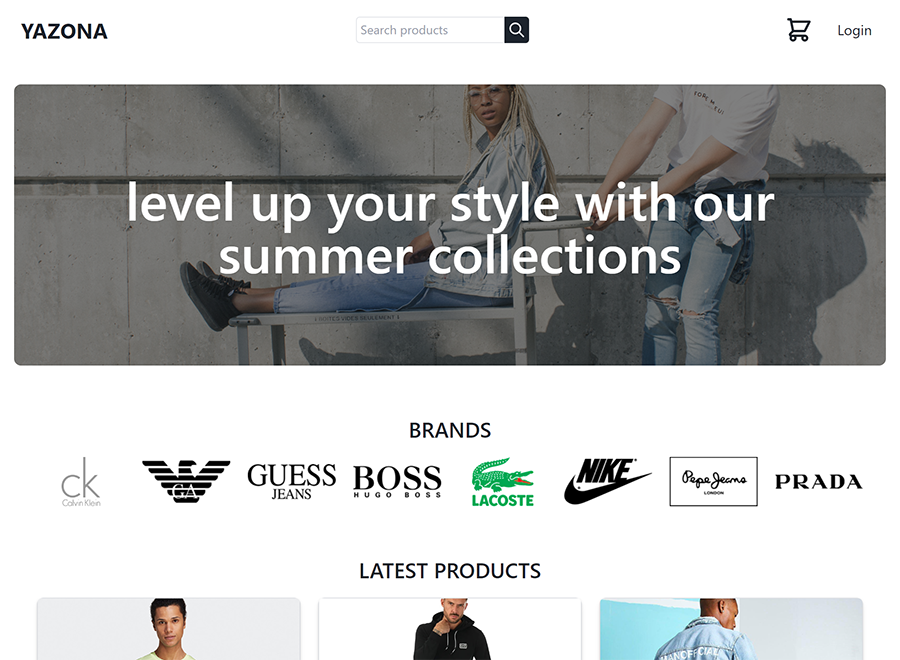 YAZONA
Search products
Login
level up your style with our
summer collections
BRANDS
ck
Calvin Klein
GA
GUESS
JEANS
BOSS
HUGO BOSS
LACOSTE
NIKE
Pepe Jeans
LONDON
PRADA
LATEST PRODUCTS